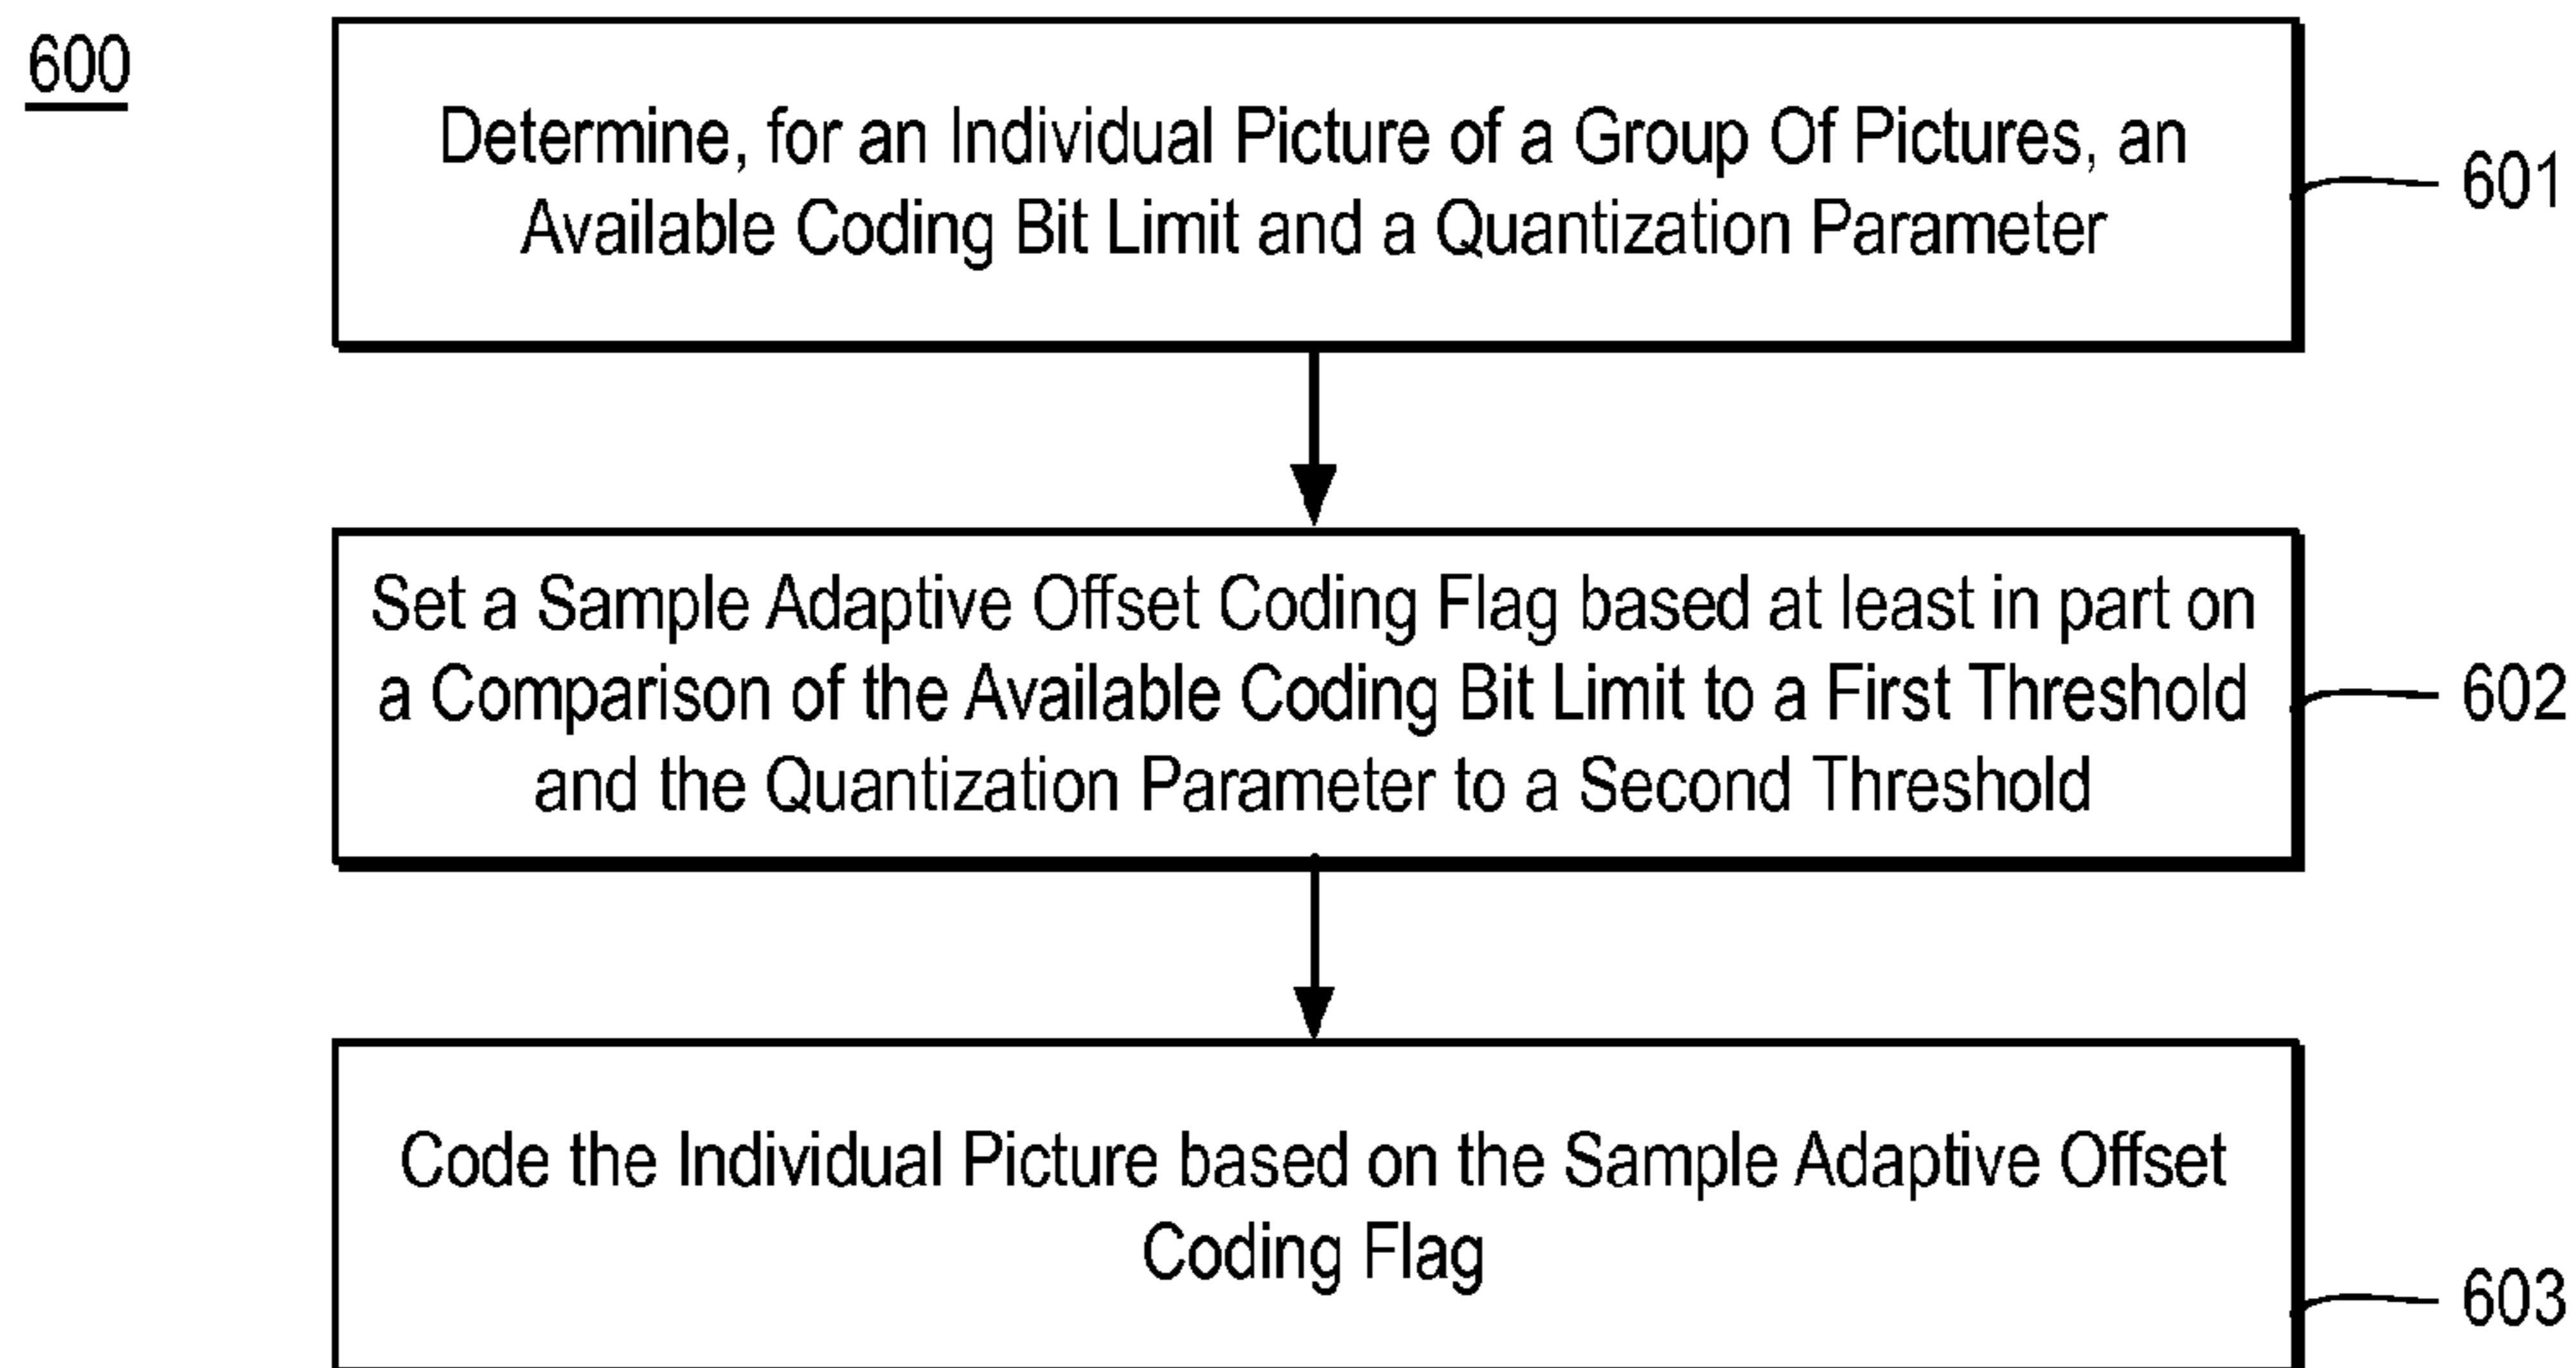 600
Determine, for an Individual Picture of a Group Of Pictures, an
Available Coding Bit Limit and a Quantization Parameter
601
Set a Sample Adaptive Offset Coding Flag based at least in part on
a Comparison of the Available Coding Bit Limit to a First Threshold
and the Quantization Parameter to a Second Threshold
602
Code the Individual Picture based on the Sample Adaptive Offset
Coding Flag
603